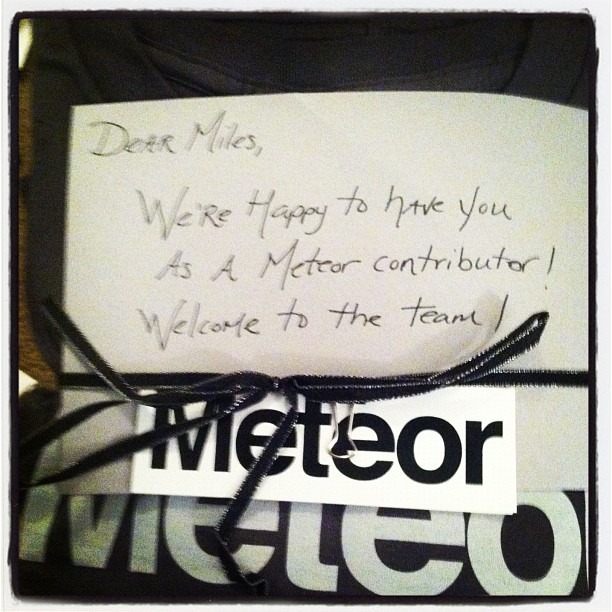 Dear Miles,
We're Happy to have you
As A Meteor contributor!
Welcome to the team!
Meteor
Meteo